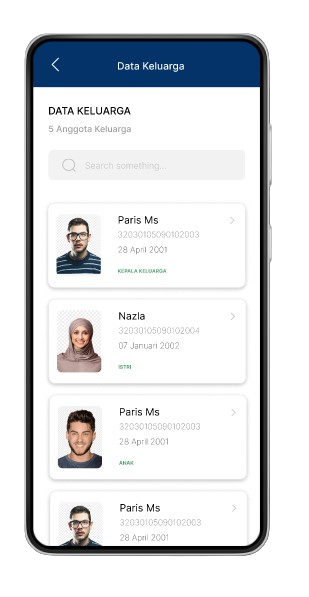 Data Keluarga
DATA KELUARGA
5 Anggota Keluarga
Search something...
Paris Ms
32030105090102003
28 April 2001
KEPALA KELUARGA
Nazla
32030105090102004
07 Januari 2002
ISTRI
Paris Ms
32030105090102003
28 April 2001
ANAK
Paris Ms
32030105090102003
28 April 2001